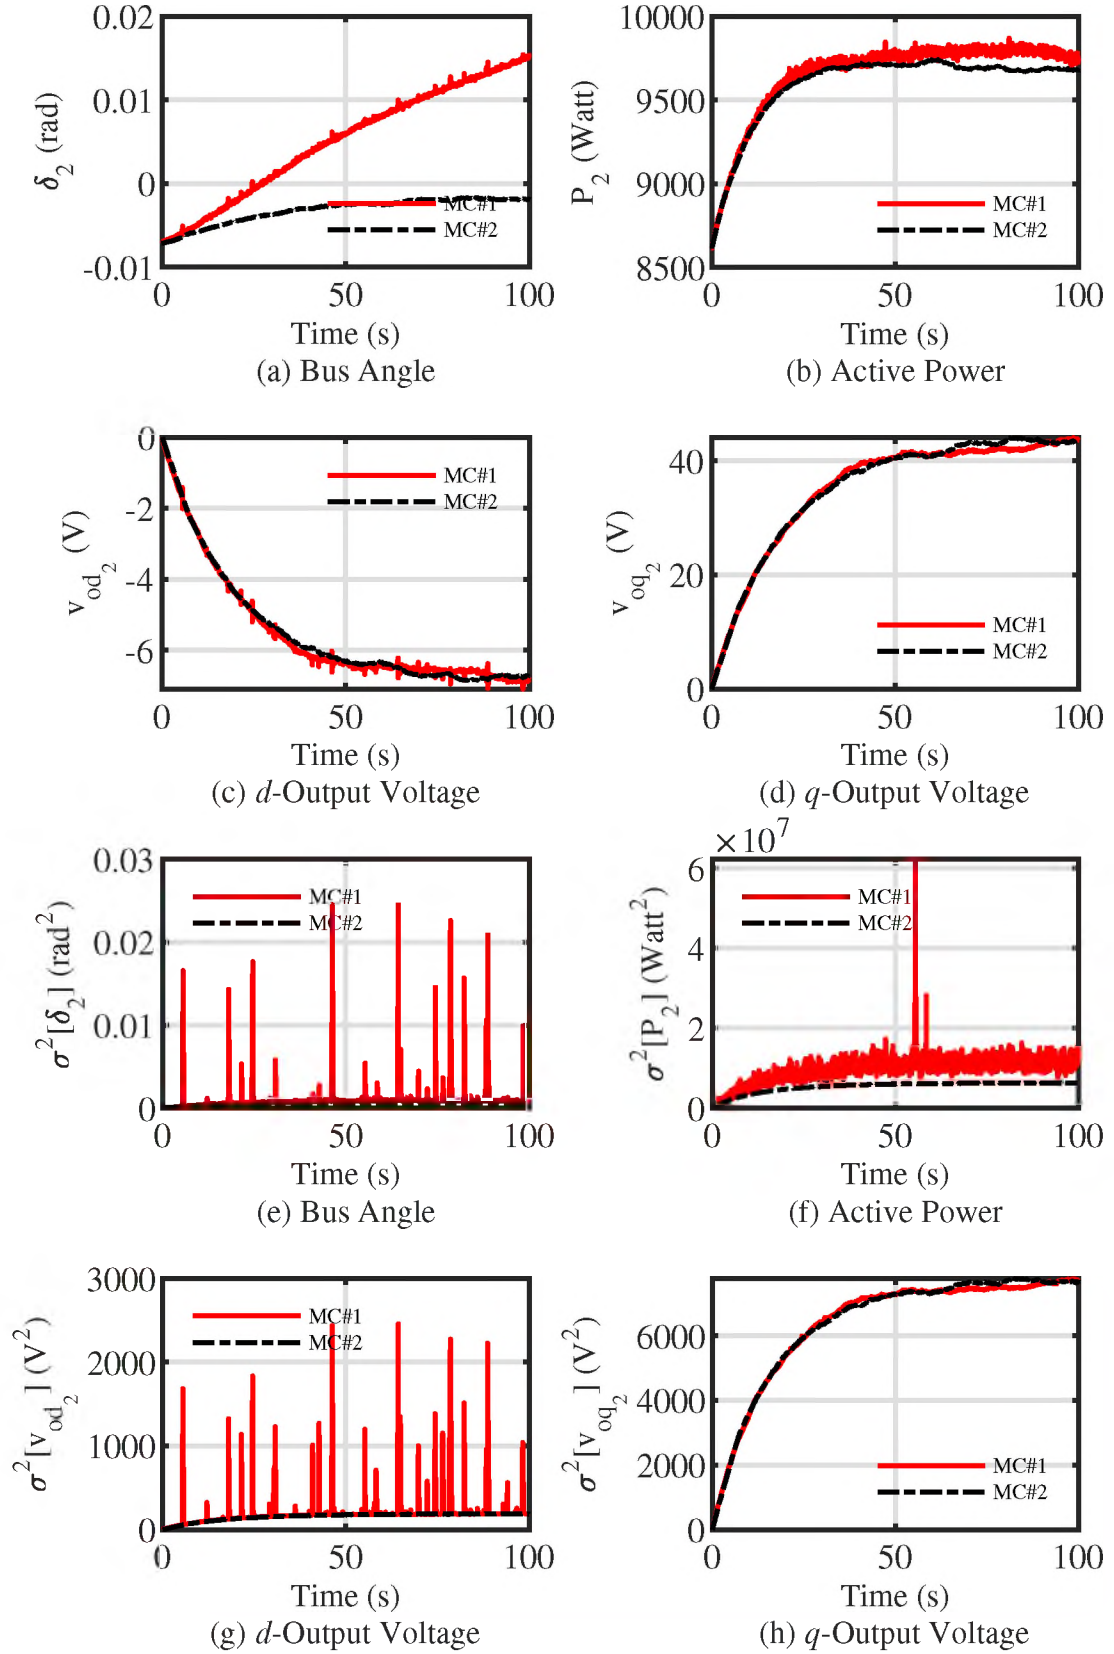 0.02
0.01
0
-0.01
δ2 (rad)
MC#1
MC#2
0 50 100
Time (s)
(a) Bus Angle
10000
9500
9000
8500
P2 (Watt)
MC#1
MC#2
0 50 100
Time (s)
(b) Active Power
0
-2
-4
-6
vod2 (V)
MC#1
MC#2
0 50 100
Time (s)
(c) d-Output Voltage
40
20
0
voq2 (V)
MC#1
MC#2
0 50 100
Time (s)
(d) q-Output Voltage
0.03
0.02
0.01
0
σ²[δ2] (rad²)
MC#1
MC#2
0 50 100
Time (s)
(e) Bus Angle
×10⁷
6
4
2
0
σ²[P2] (Watt²)
MC#1
MC#2
0 50 100
Time (s)
(f) Active Power
3000
2000
1000
0
σ²[vod2] (V²)
MC#1
MC#2
0 50 100
Time (s)
(g) d-Output Voltage
6000
4000
2000
0
σ²[voq2] (V²)
MC#1
MC#2
0 50 100
Time (s)
(h) q-Output Voltage